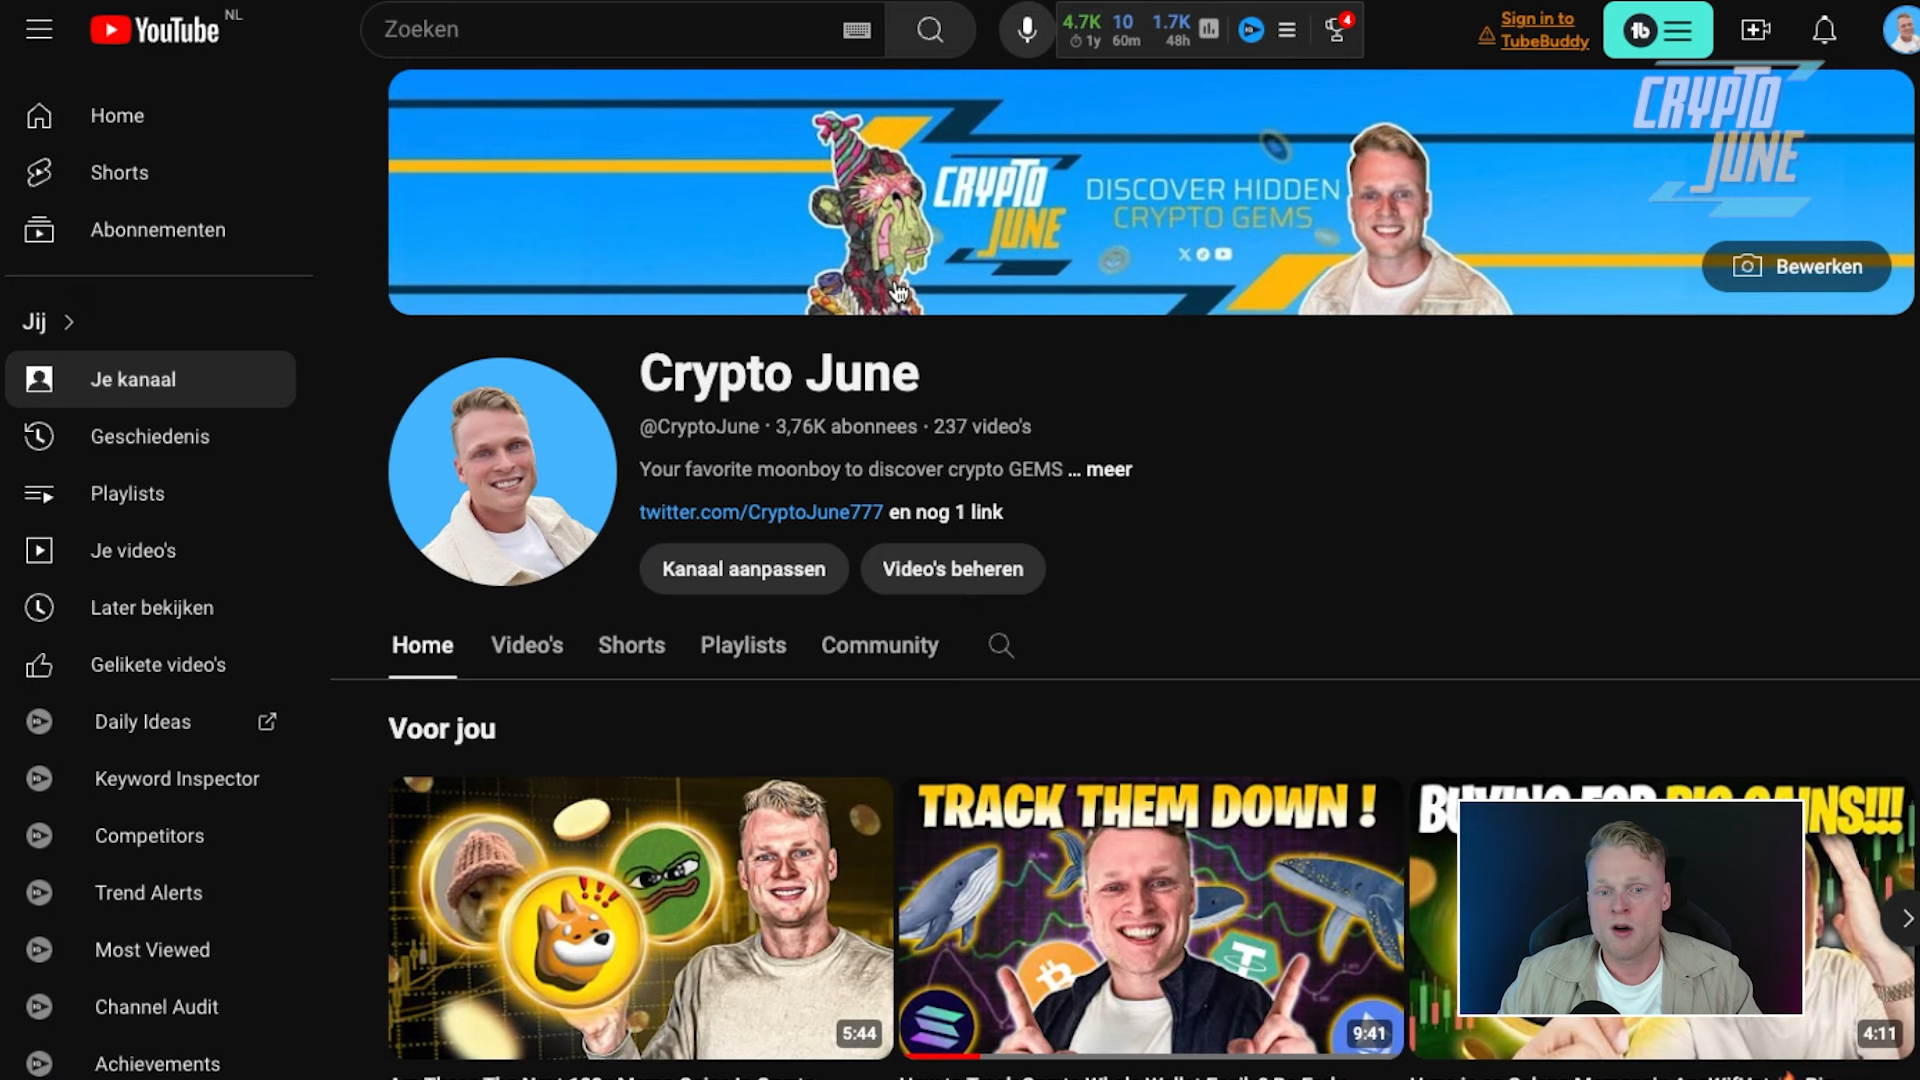 YouTube NL
Zoeken
4.7K 10 1.7K
1y 60m 48h
4
Sign in to
TubeBuddy
tb
Home
Shorts
Abonnementen
Jij
Je kanaal
Geschiedenis
Playlists
Je video's
Later bekijken
Gelikete video's
Daily Ideas
Keyword Inspector
Competitors
Trend Alerts
Most Viewed
Channel Audit
Achievements
CRYPTO
JUNE
DISCOVER HIDDEN
CRYPTO GEMS
CRYPTO
JUNE
Bewerken
Crypto June
@CryptoJune · 3,76K abonnees · 237 video's
Your favorite moonboy to discover crypto GEMS ... meer
twitter.com/CryptoJune777 en nog 1 link
Kanaal aanpassen
Video's beheren
Home Video's Shorts Playlists Community
Voor jou
!!
5:44
TRACK THEM DOWN !
9:41
4:11